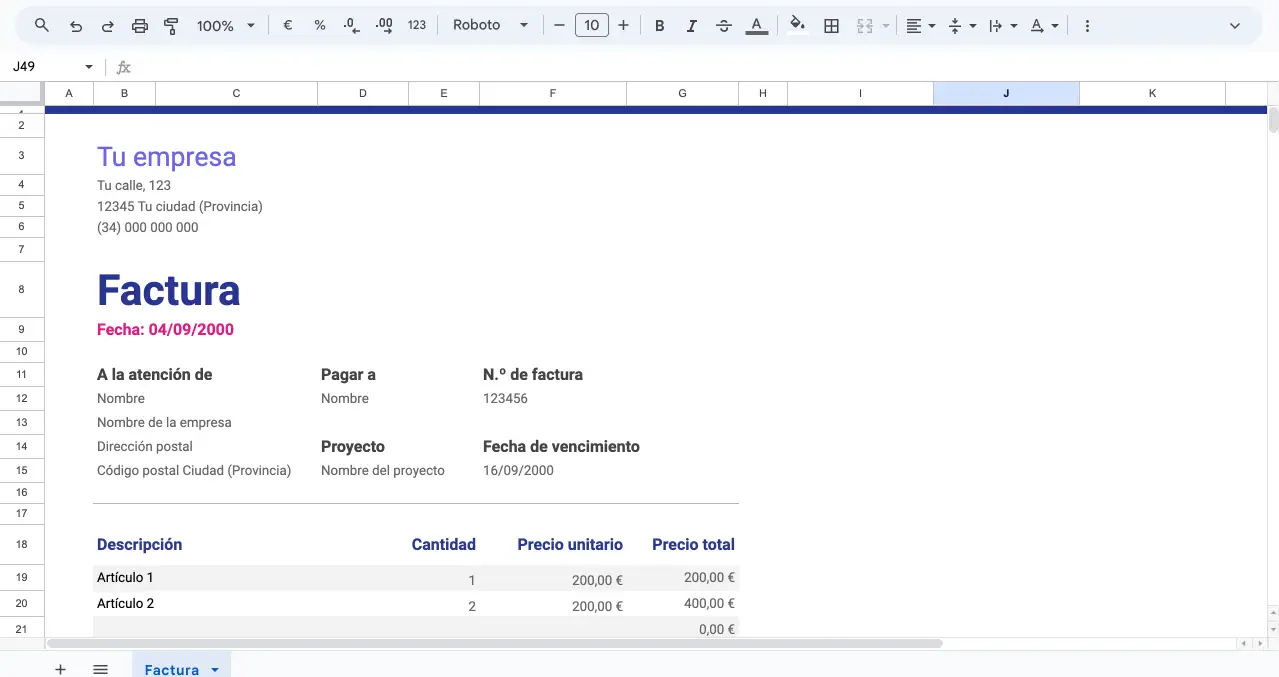 100% € % .0 .00 123 Roboto 10 B I A A
J49 fx
A B C D E F G H I J K
2
3 Tu empresa
4 Tu calle, 123
5 12345 Tu ciudad (Provincia)
6 (34) 000 000 000
7
8 Factura
9 Fecha: 04/09/2000
10
11 A la atención de Pagar a N.º de factura
12 Nombre Nombre 123456
13 Nombre de la empresa
14 Dirección postal Proyecto Fecha de vencimiento
15 Código postal Ciudad (Provincia) Nombre del proyecto 16/09/2000
16
17
18 Descripción Cantidad Precio unitario Precio total
19 Artículo 1 1 200,00 € 200,00 €
20 Artículo 2 2 200,00 € 400,00 €
21 0,00 €
Factura